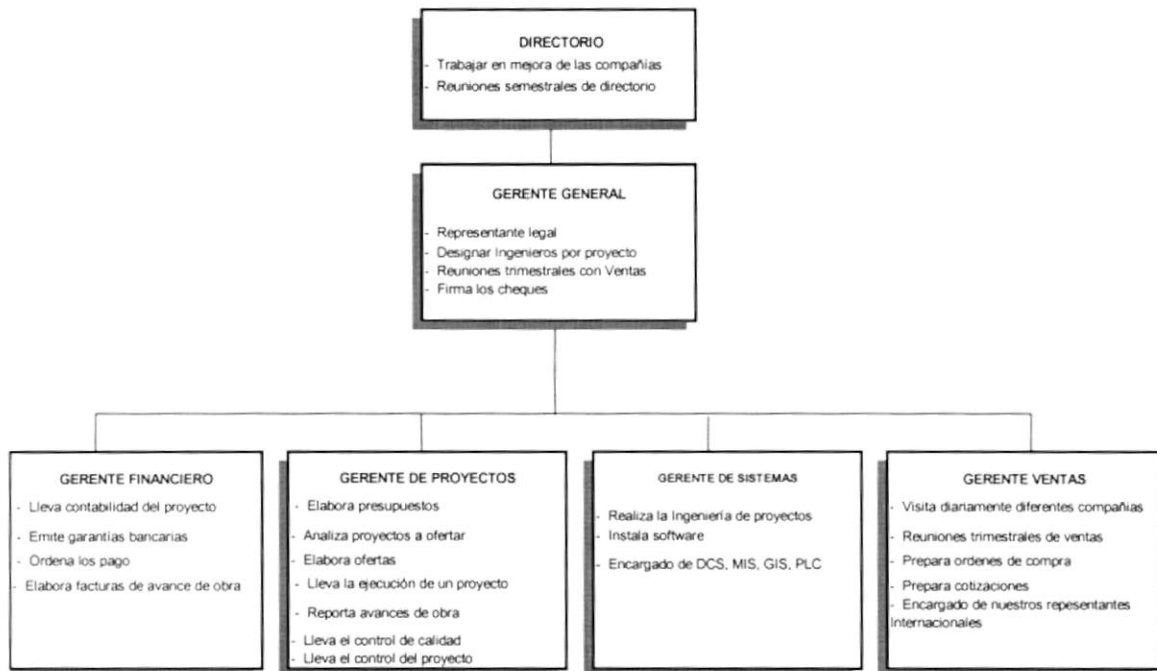 DIRECTORIO
- Trabajar en mejora de las compañías
- Reuniones semestrales de directorio
GERENTE GENERAL
- Representante legal
- Designar Ingenieros por proyecto
- Reuniones trimestrales con Ventas
- Firma los cheques
GERENTE FINANCIERO
- Lleva contabilidad del proyecto
- Emite garantías bancarias
- Ordena los pago
- Elabora facturas de avance de obra
GERENTE DE PROYECTOS
- Elabora presupuestos
- Analiza proyectos a ofertar
- Elabora ofertas
- Lleva la ejecución de un proyecto
- Reporta avances de obra
- Lleva el control de calidad
- Lleva el control del proyecto
GERENTE DE SISTEMAS
- Realiza la Ingeniería de proyectos
- Instala software
- Encargado de DCS, MIS, GIS, PLC
GERENTE VENTAS
- Visita diariamente diferentes compañías
- Reuniones trimestrales de ventas
- Prepara ordenes de compra
- Prepara cotizaciones
- Encargado de nuestros repesentantes
Internacionales